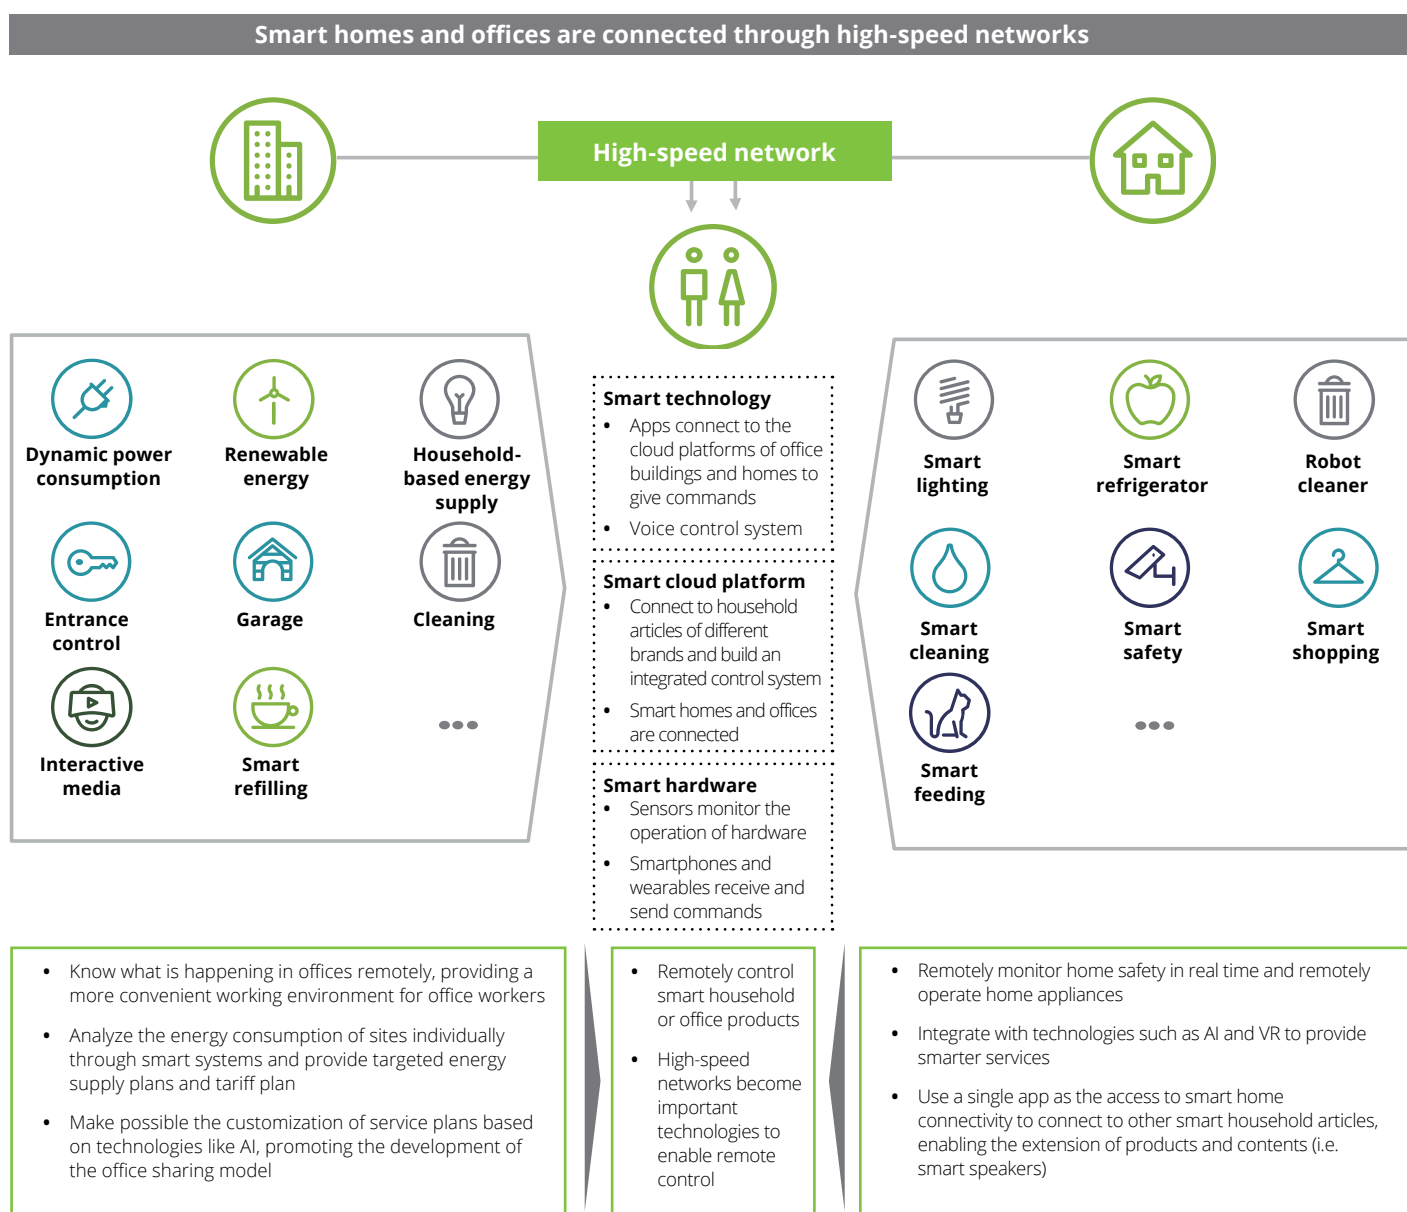 Smart homes and offices are connected through high-speed networks
High-speed network
Dynamic power
consumption
Renewable
energy
Household-
based energy
supply
Entrance
control
Garage
Cleaning
Interactive
media
Smart
refilling
Smart technology
• Apps connect to the
cloud platforms of office
buildings and homes to
give commands
• Voice control system
Smart cloud platform
• Connect to household
articles of different
brands and build an
integrated control system
• Smart homes and offices
are connected
Smart hardware
• Sensors monitor the
operation of hardware
• Smartphones and
wearables receive and
send commands
Smart
lighting
Smart
refrigerator
Robot
cleaner
Smart
cleaning
Smart
safety
Smart
shopping
Smart
feeding
• Know what is happening in offices remotely, providing a
more convenient working environment for office workers
• Analyze the energy consumption of sites individually
through smart systems and provide targeted energy
supply plans and tariff plan
• Make possible the customization of service plans based
on technologies like AI, promoting the development of
the office sharing model
• Remotely control
smart household
or office products
• High-speed
networks become
important
technologies to
enable remote
control
• Remotely monitor home safety in real time and remotely
operate home appliances
• Integrate with technologies such as AI and VR to provide
smarter services
• Use a single app as the access to smart home
connectivity to connect to other smart household articles,
enabling the extension of products and contents (i.e.
smart speakers)